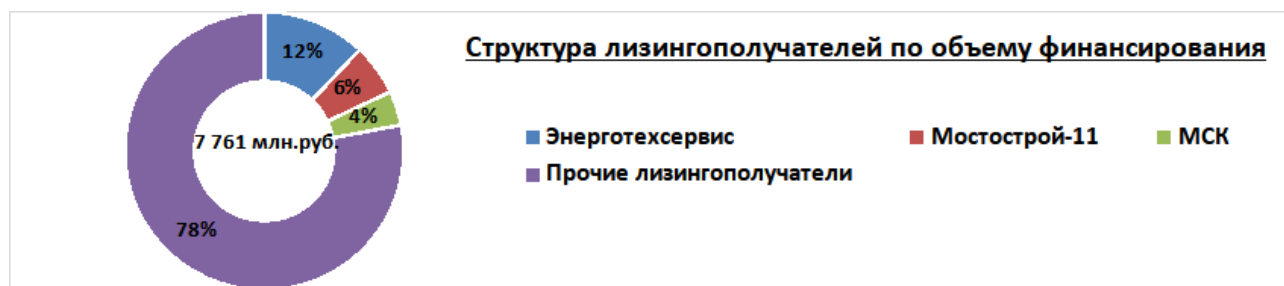 Структура лизингополучателей по объему финансирования
12%
6%
4%
7 761 млн.руб.
78%
Энерготехсервис
Мостострой-11
МСК
Прочие лизингополучатели